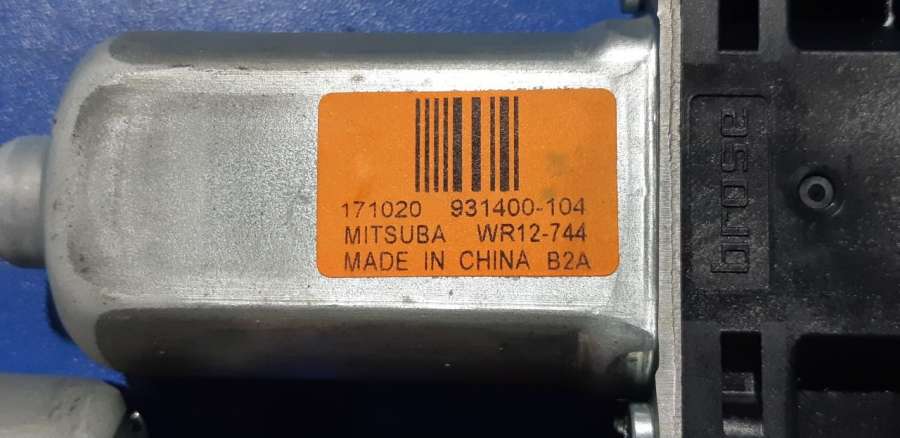 171020 931400-104
MITSUBA WR12-744
MADE IN CHINA B2A
brose